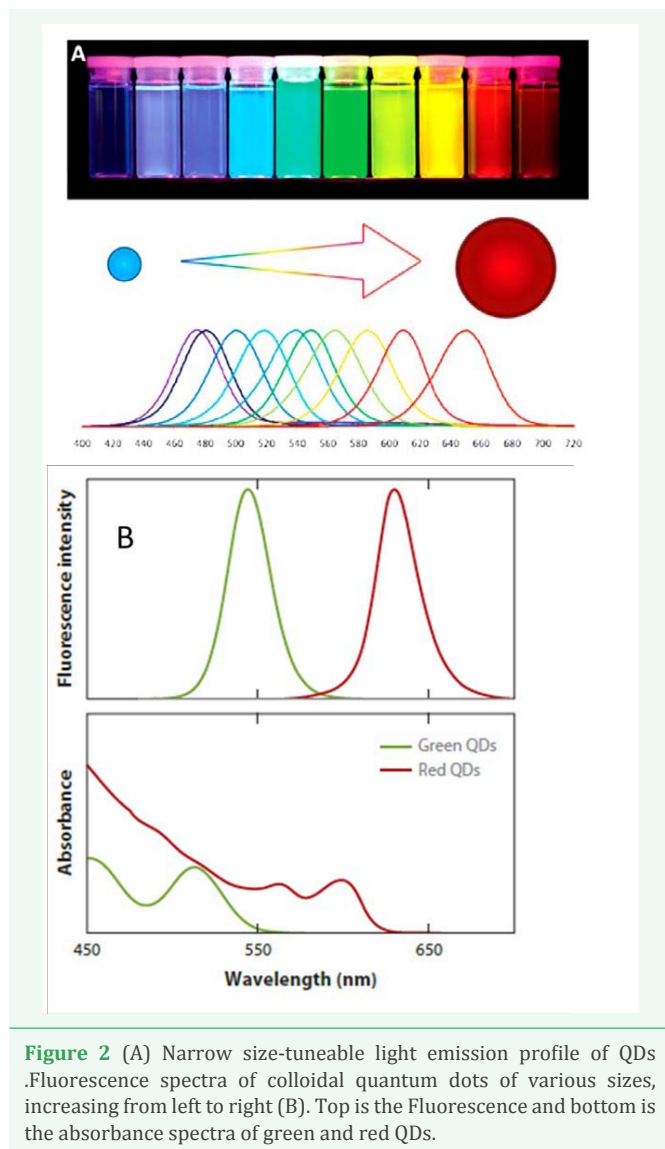 A
400 420 440 460 480 500 520 540 560 580 600 620 640 660 680 700 720
Fluorescence intensity
B
Absorbance
Green QDs
Red QDs
450 550 650
Wavelength (nm)
Figure 2 (A) Narrow size-tuneable light emission profile of QDs
.Fluorescence spectra of colloidal quantum dots of various sizes,
increasing from left to right (B). Top is the Fluorescence and bottom is
the absorbance spectra of green and red QDs.